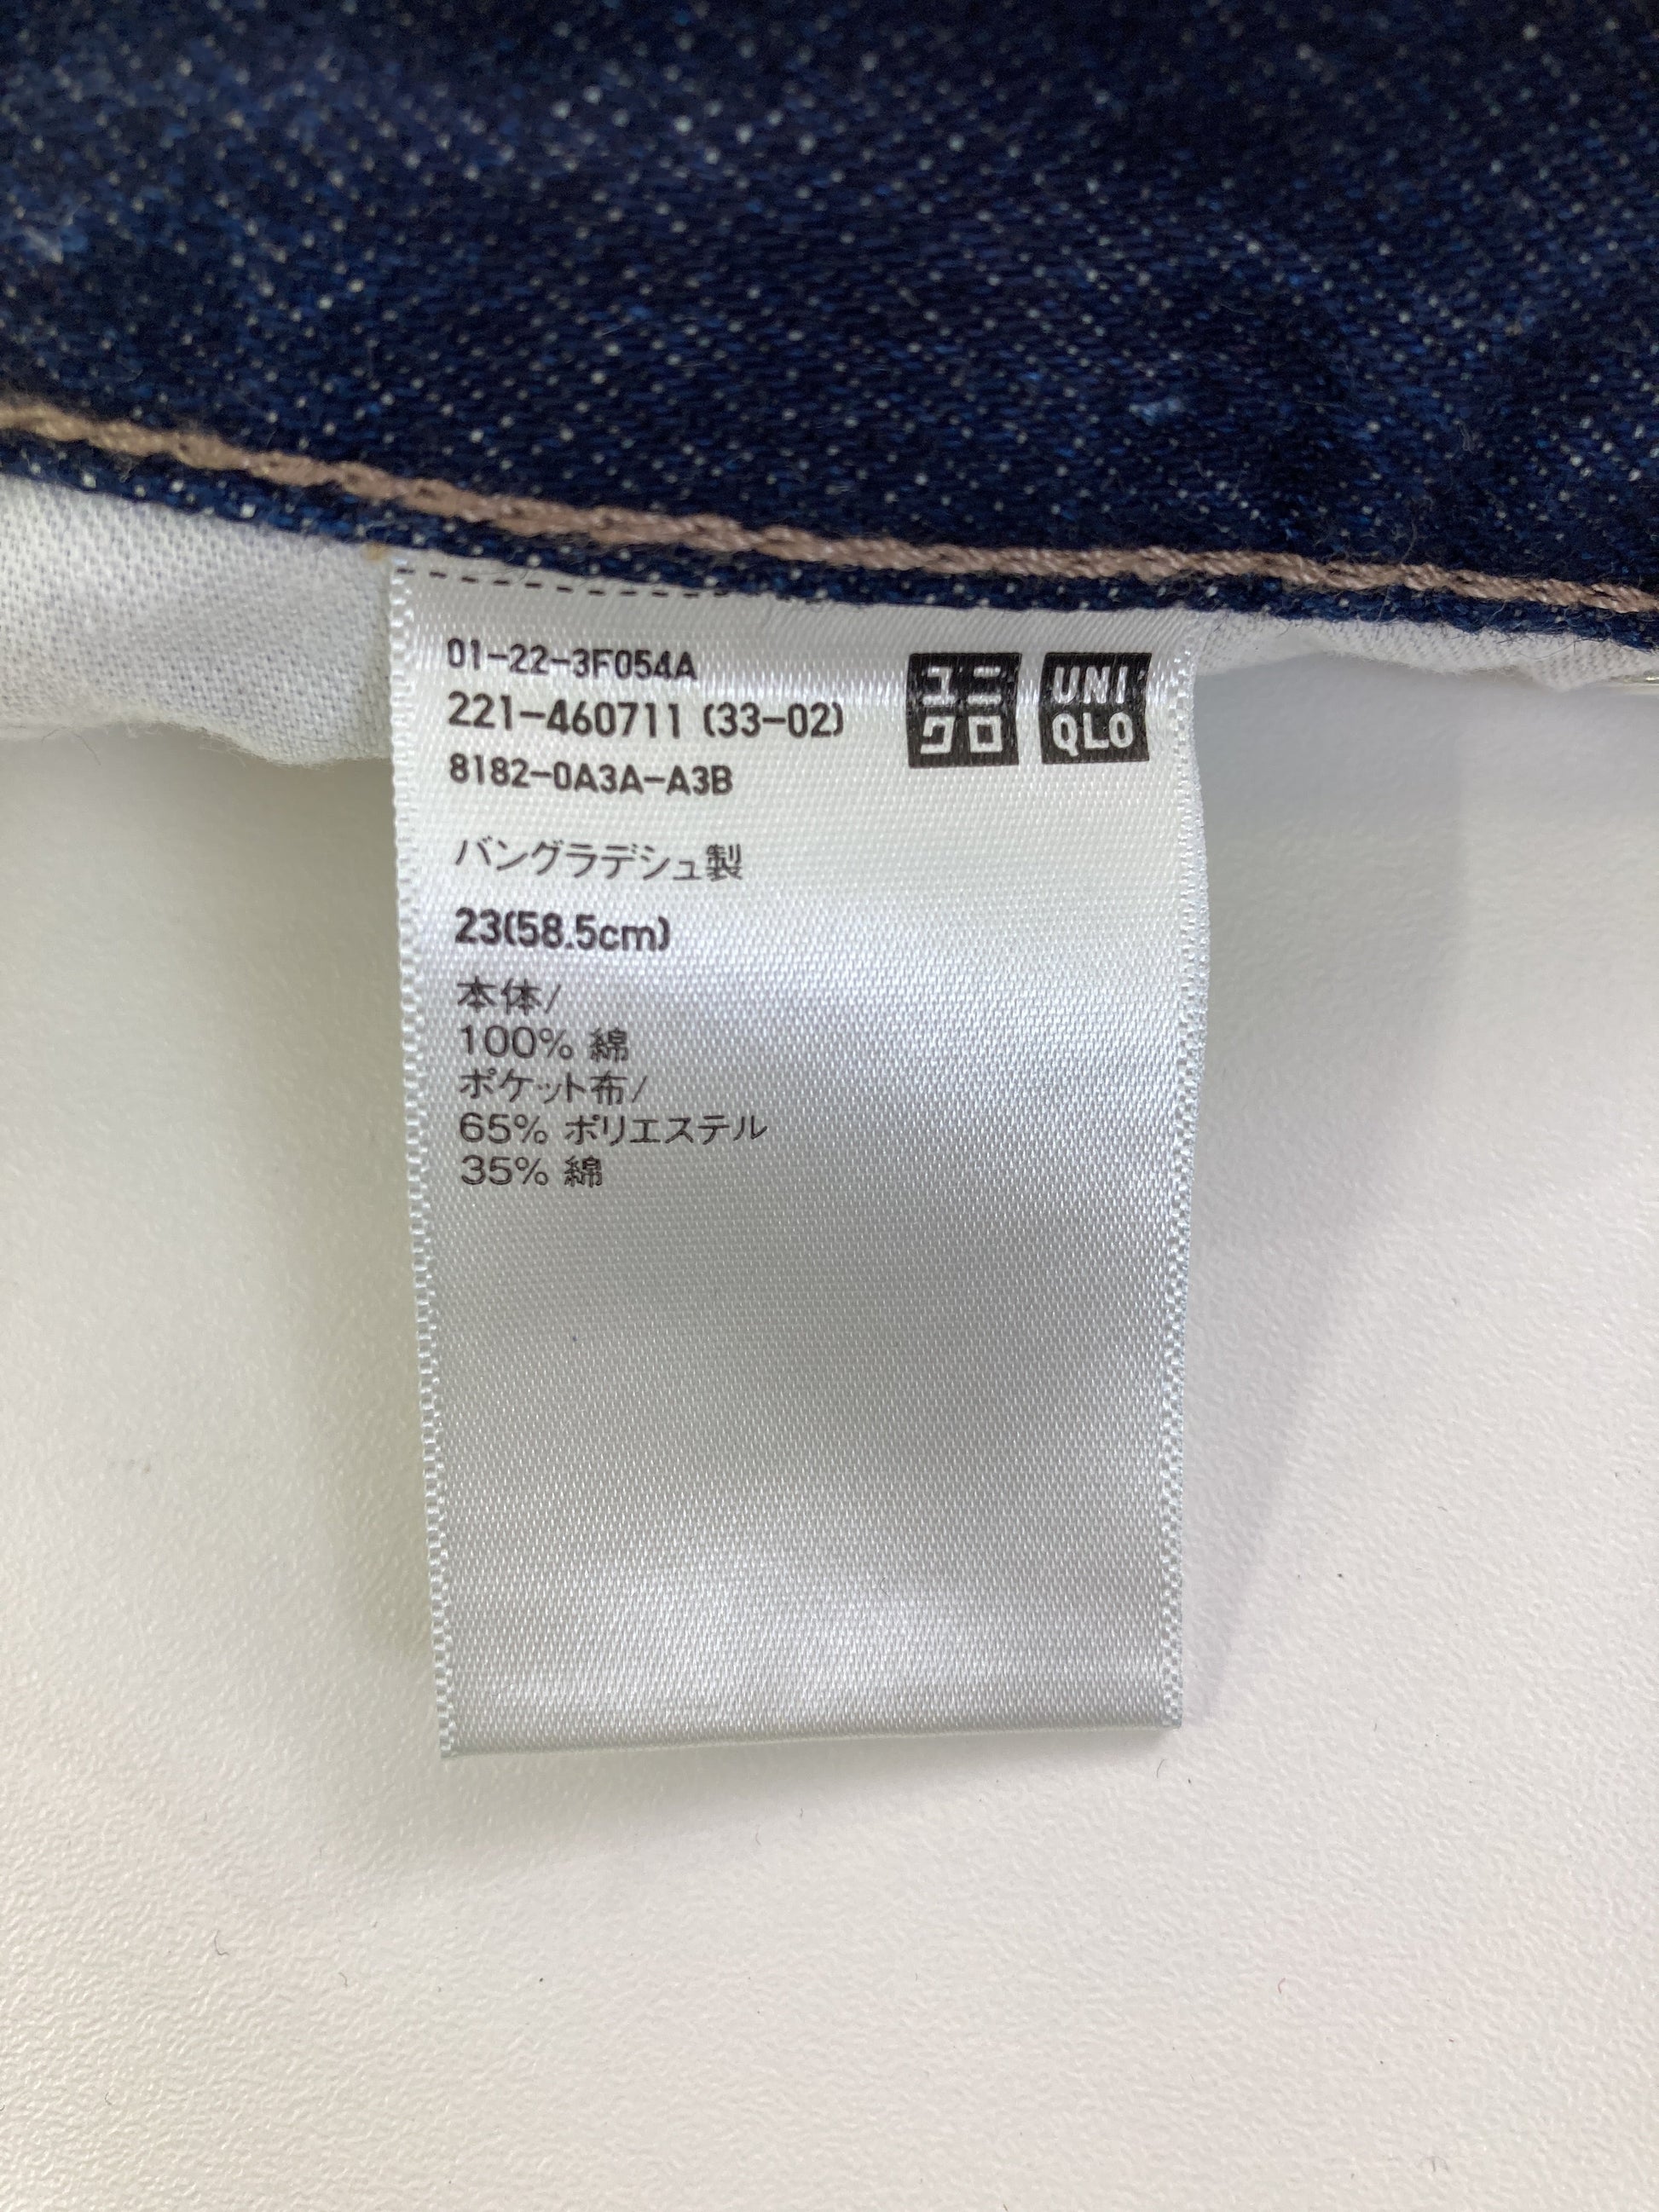 01-22-3F054A
221-460711 (33-02)
8182-0A3A-A3B
ユニ
クロ
UNI
QLO
バングラデシュ製
23(58.5cm)
本体/
100% 綿
ポケット布/
65% ポリエステル
35% 綿